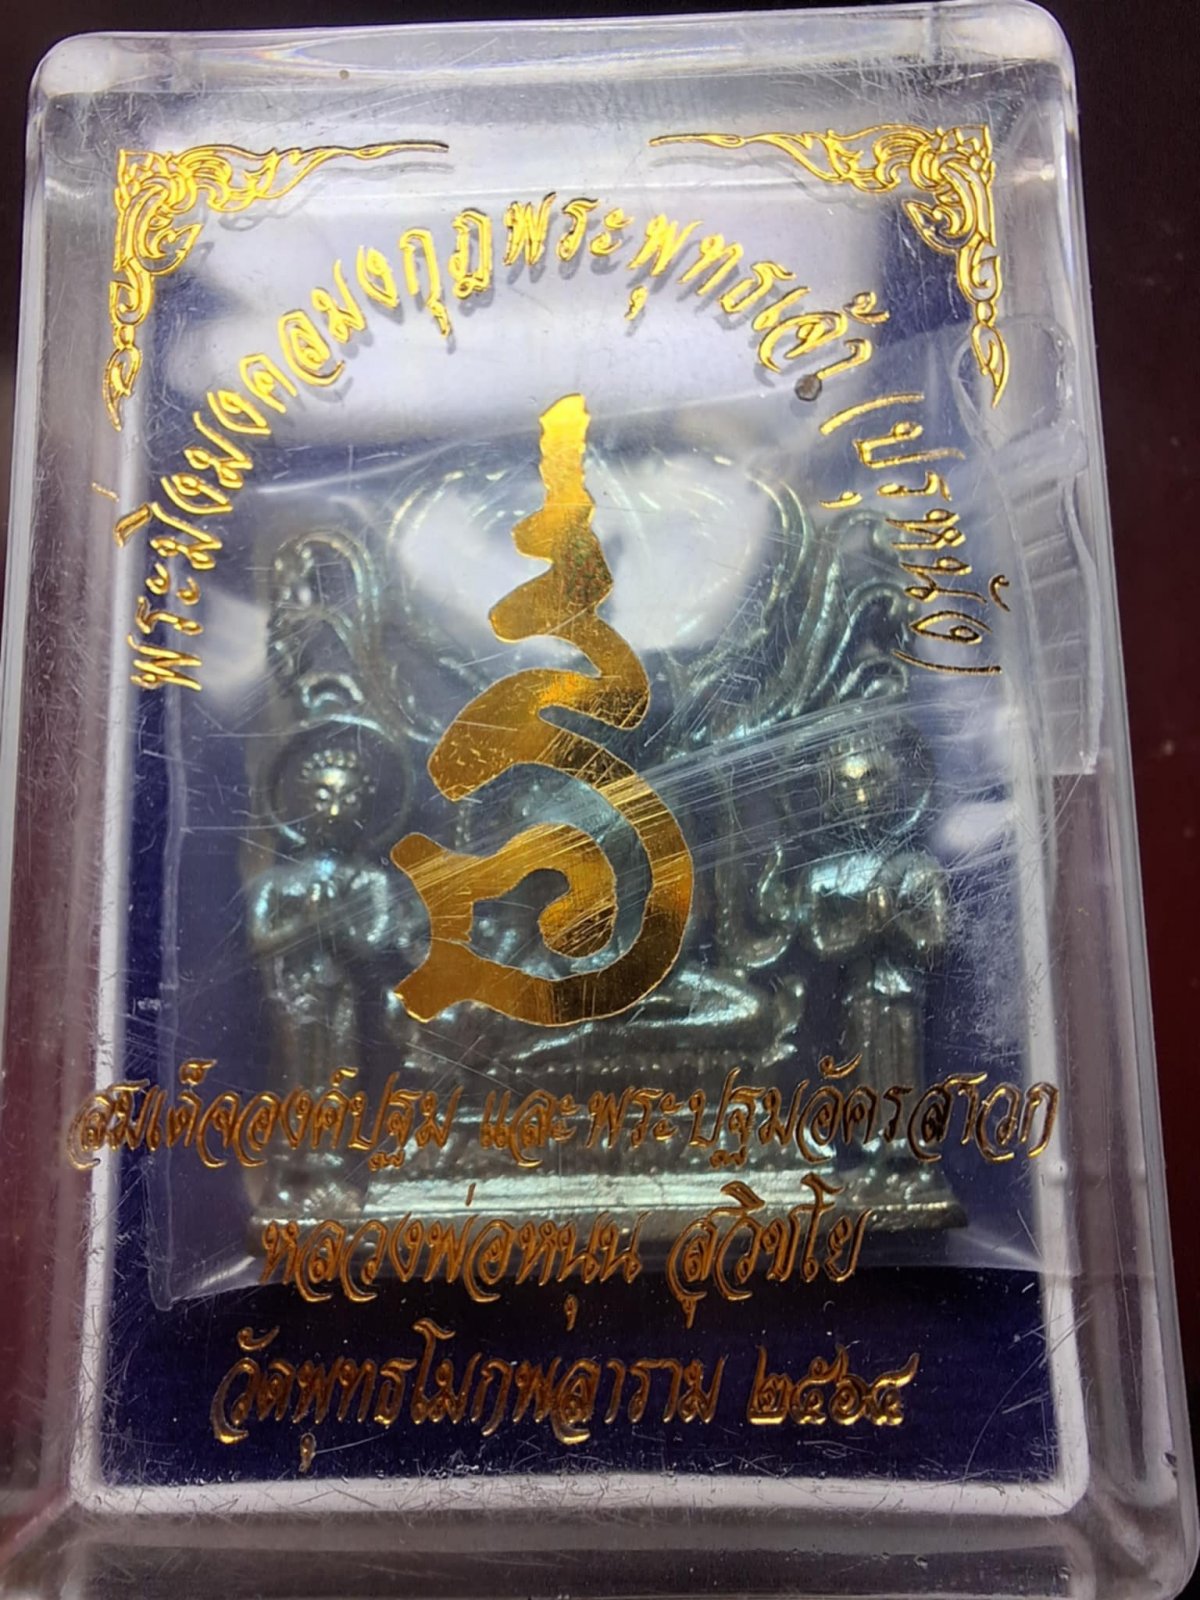 พระมิ่งมงคลมงกุฎพระพุทธเจ้า (ปรุหนัง)
สมเด็จองค์ปฐม และพระปฐมอัครสาวก
หลวงพ่อหนุน สุวิชโย
วัดพุทธโมกพลาราม ๒๕๖๔